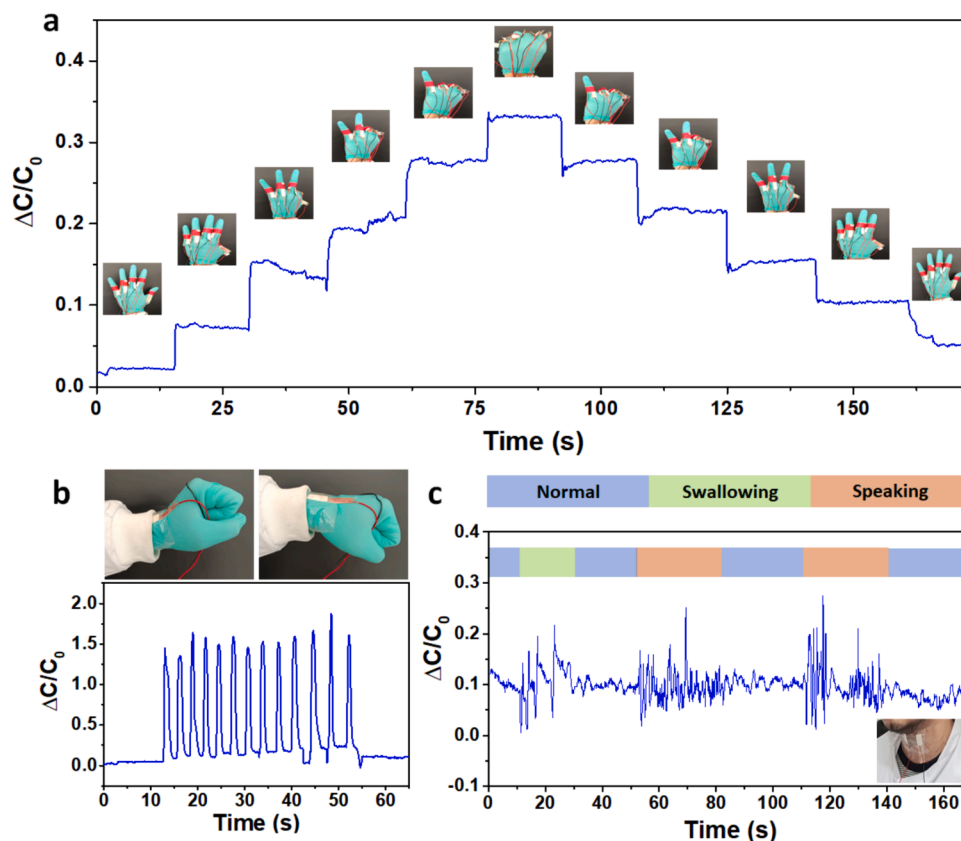 a
ΔC/C0
0.4
0.3
0.2
0.1
0.0
0 25 50 75 100 125 150
Time (s)
b
ΔC/C0
2.0
1.5
1.0
0.5
0.0
0 10 20 30 40 50 60
Time (s)
c
Normal Swallowing Speaking
ΔC/C0
0.4
0.3
0.2
0.1
0.0
-0.1
0 20 40 60 80 100 120 140 160
Time (s)